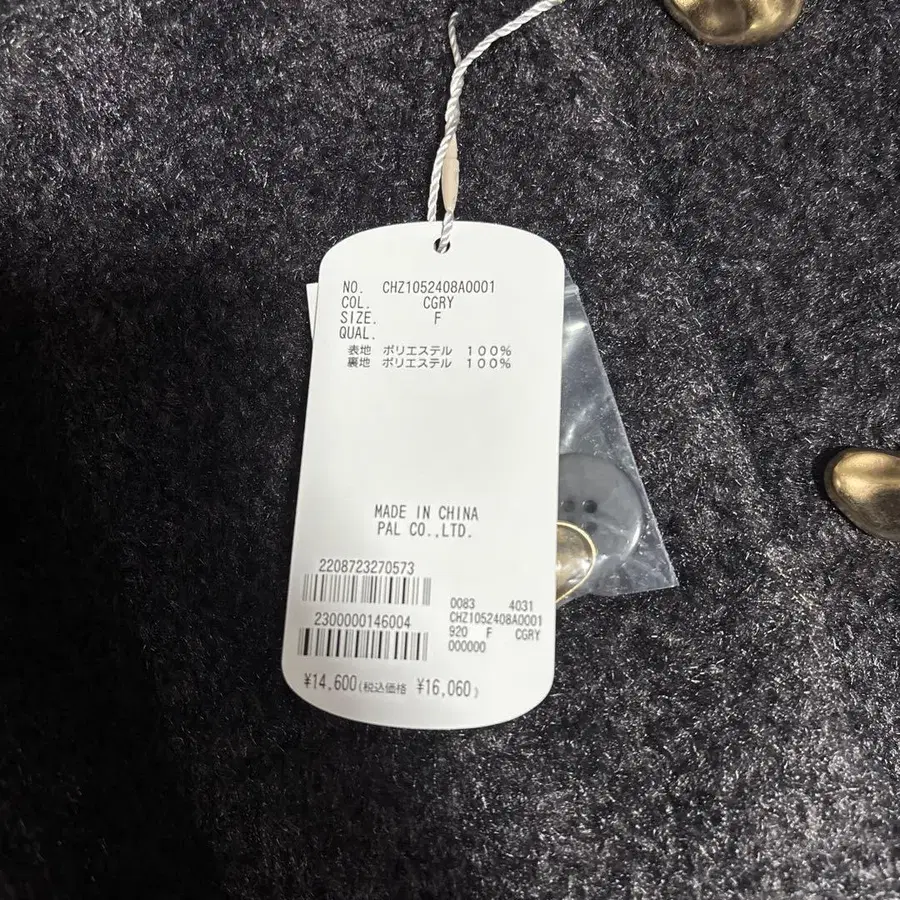 NO. CHZ1052408A0001
COL. CGRY
SIZE. F
QUAL.
表地 ポリエステル 100%
裏地 ポリエステル 100%
MADE IN CHINA
PAL CO.,LTD.
2208723270573
2300000146004
0083 4031
CHZ1052408A0001
920 F CGRY
000000
¥14,600(税込価格 ¥16,060)